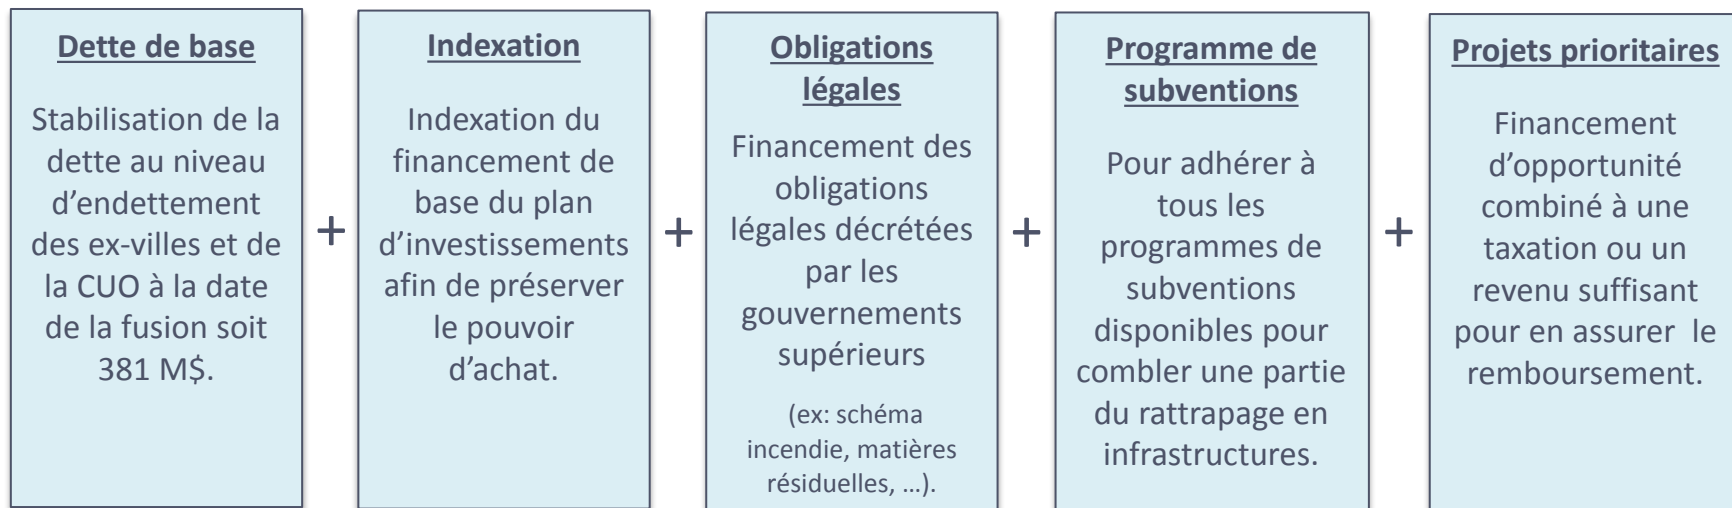 Dette de base
Stabilisation de la
dette au niveau
d’endettement
des ex-villes et de
la CUO à la date
de la fusion soit
381 M$.
+
Indexation
Indexation du
financement de
base du plan
d’investissements
afin de préserver
le pouvoir
d’achat.
+
Obligations
légales
Financement des
obligations
légales décrétées
par les
gouvernements
supérieurs
(ex: schéma
incendie, matières
résiduelles, …).
+
Programme de
subventions
Pour adhérer à
tous les
programmes de
subventions
disponibles pour
combler une partie
du rattrapage en
infrastructures.
+
Projets prioritaires
Financement
d’opportunité
combiné à une
taxation ou un
revenu suffisant
pour en assurer  le
remboursement.